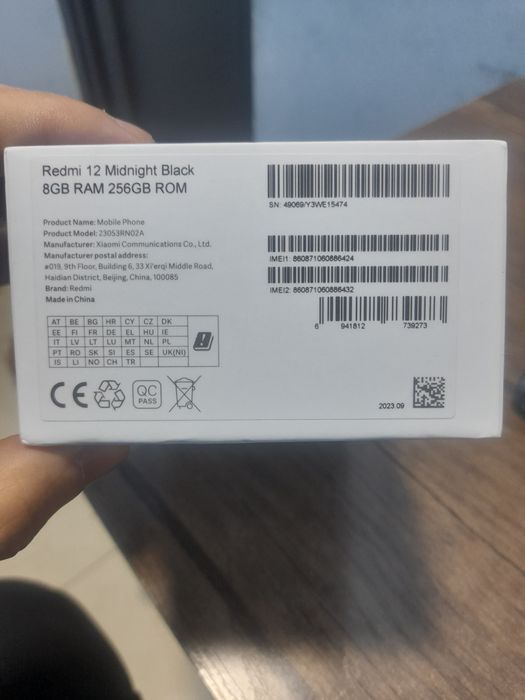 Redmi 12 Midnight Black
8GB RAM 256GB ROM
Product Name: Mobile Phone
Product Model: 23053RN02A
Manufacturer: Xiaomi Communications Co., Ltd.
Manufacturer postal address:
#019, 9th Floor, Building 6, 33 Xi'erqi Middle Road,
Haidian District, Beijing, China, 100085
Brand: Redmi
Made in China
AT BE BG HR CY CZ DK
EE FI FR DE EL HU IE
IT LV LT LU MT NL PL
PT RO SK SI ES SE UK(NI)
IS LI NO CH TR
CE
QC
PASS
SN: 49069/Y3WE15474
IMEI1: 860871060886424
IMEI2: 860871060886432
6 941812 739273
2023.09